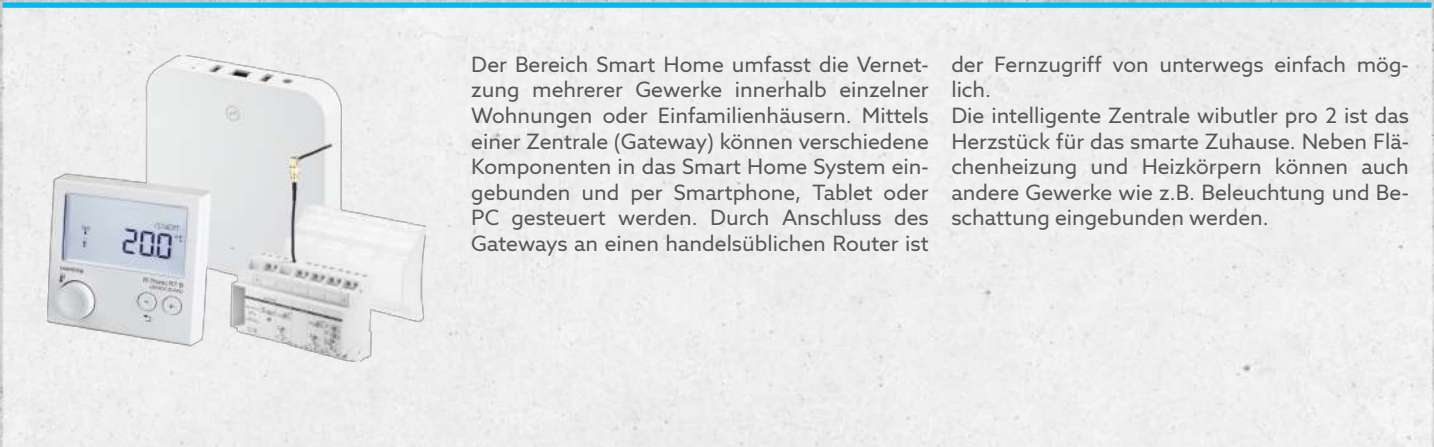 Der Bereich Smart Home umfasst die Vernet-
zung mehrerer Gewerke innerhalb einzelner
Wohnungen oder Einfamilienhäusern. Mittels
einer Zentrale (Gateway) können verschiedene
Komponenten in das Smart Home System ein-
gebunden und per Smartphone, Tablet oder
PC gesteuert werden. Durch Anschluss des
Gateways an einen handelsüblichen Router ist
der Fernzugriff von unterwegs einfach mög-
lich.
Die intelligente Zentrale wibutler pro 2 ist das
Herzstück für das smarte Zuhause. Neben Flä-
chenheizung und Heizkörpern können auch
andere Gewerke wie z.B. Beleuchtung und Be-
schattung eingebunden werden.
20.0
R-Tronic RT B